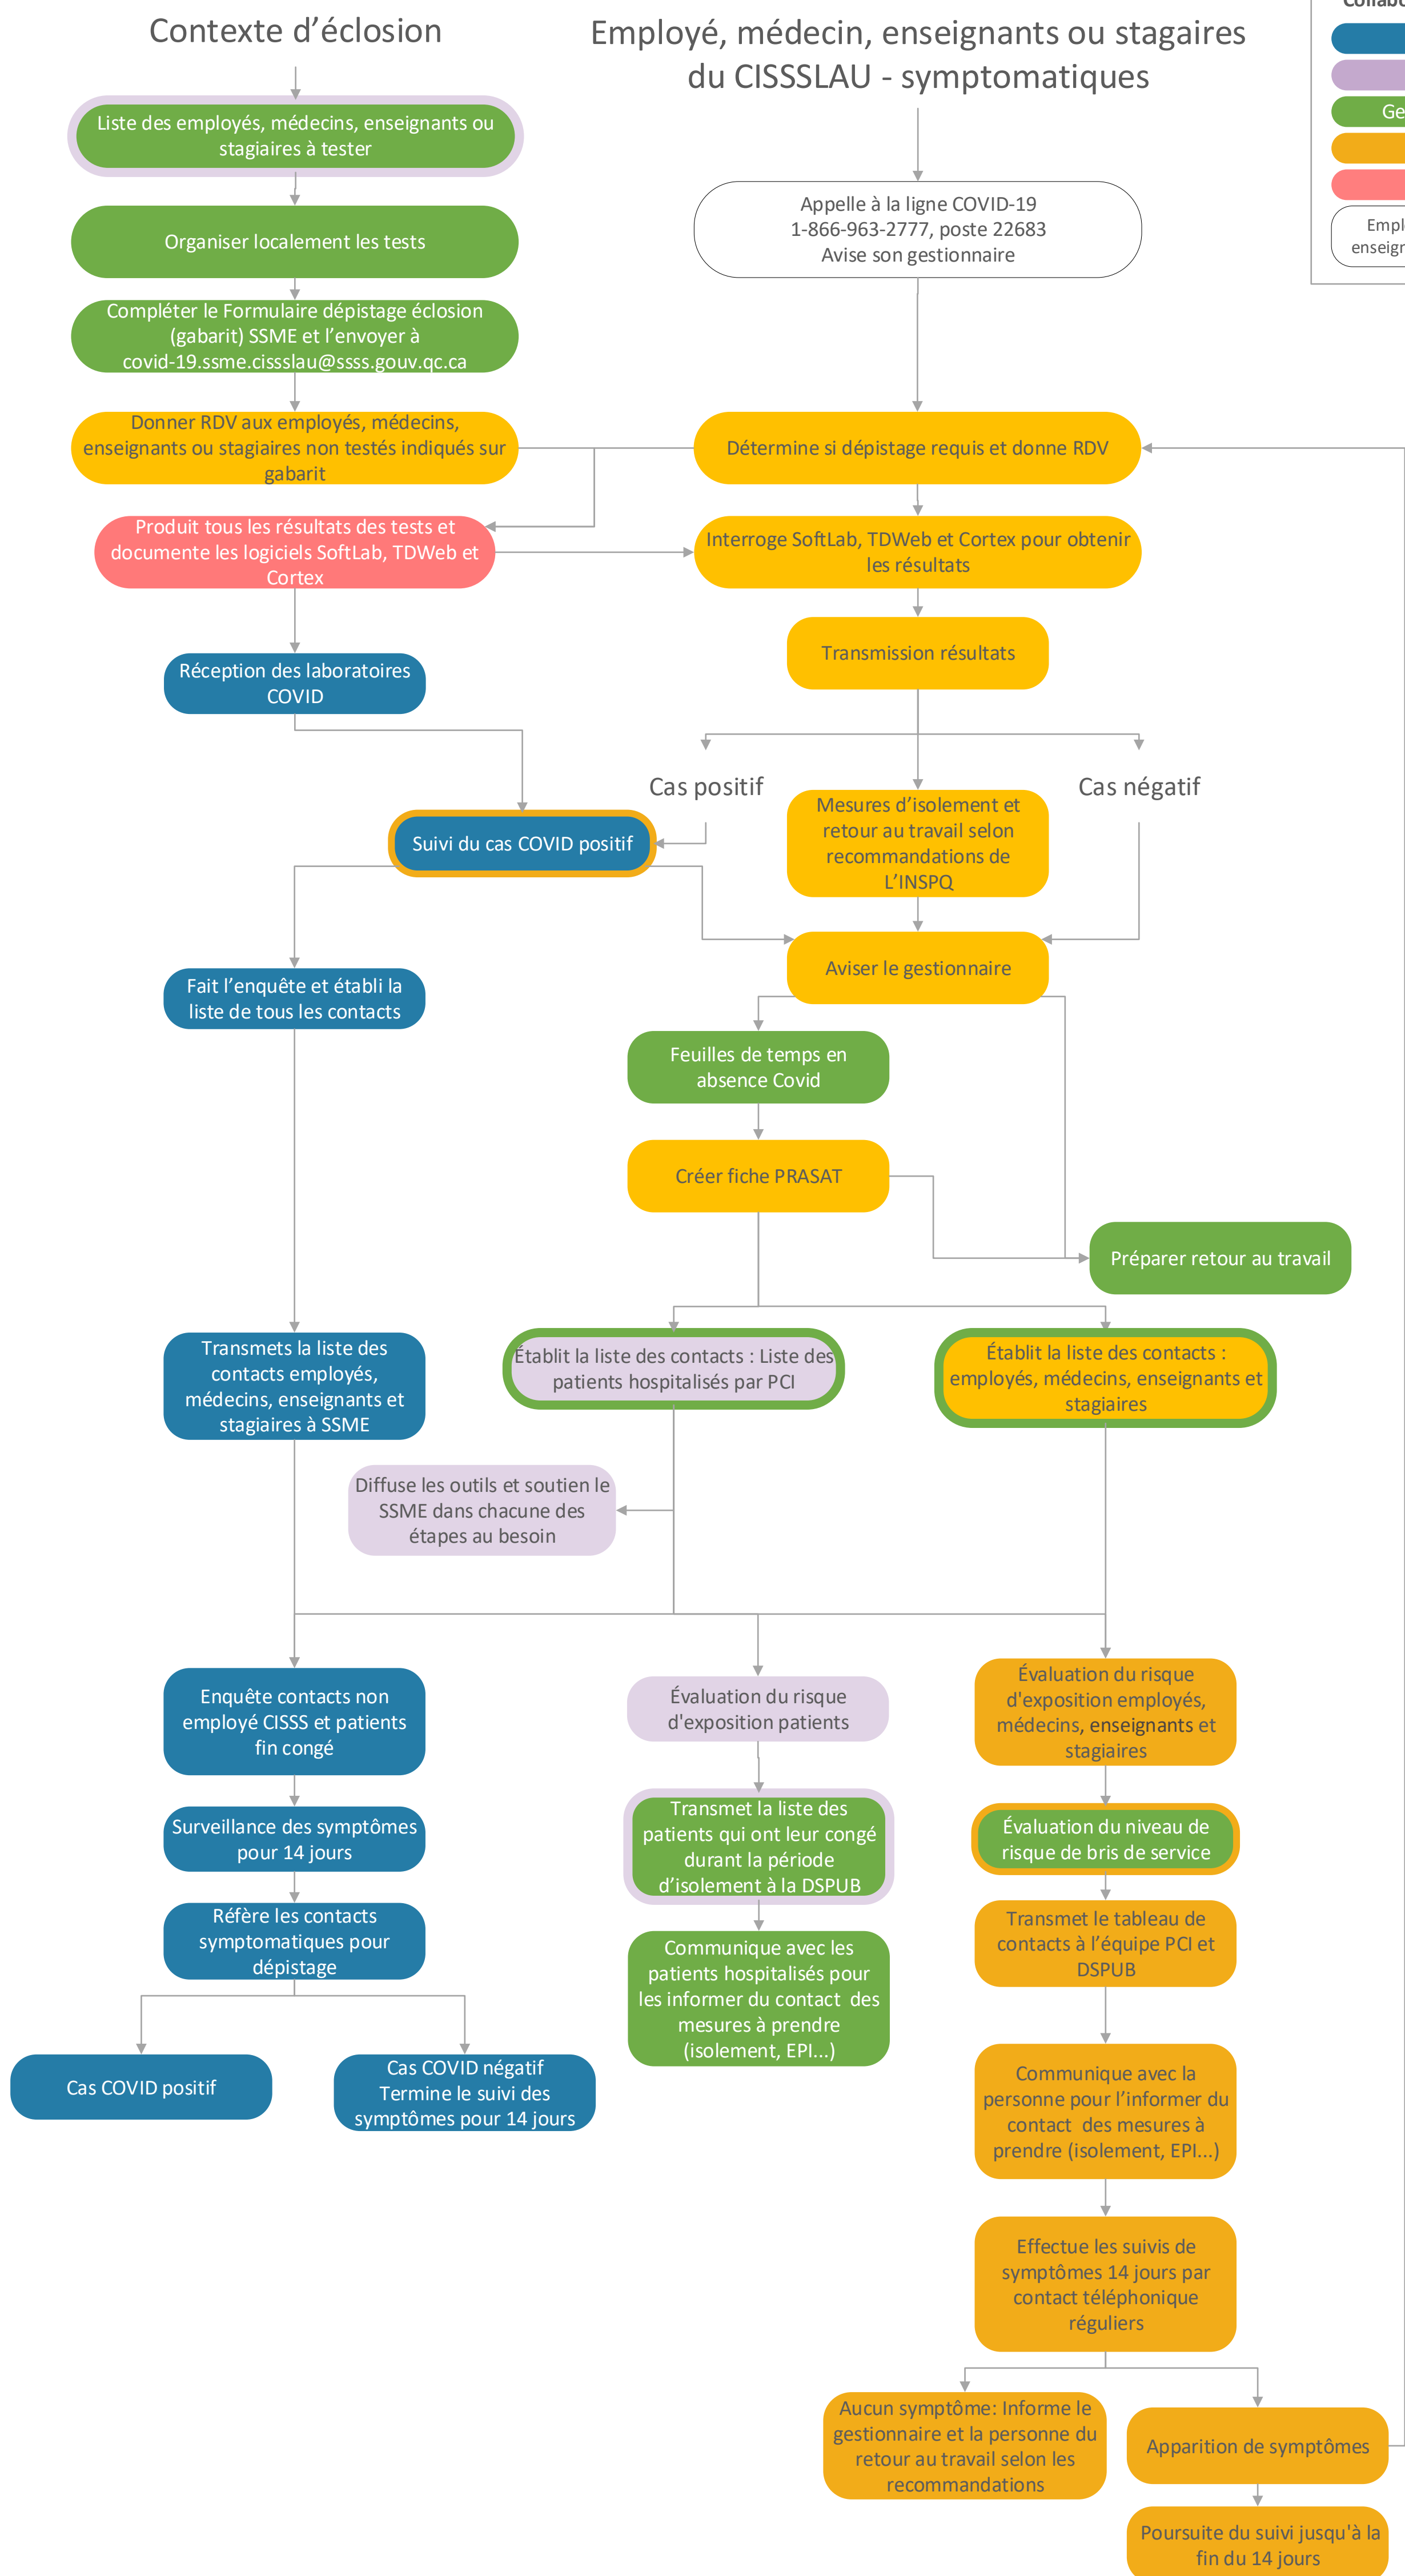 Contexte d’éclosion
Employé, médecin, enseignants ou stagaires
du CISSSLAU - symptomatiques
Liste des employés, médecins, enseignants ou
stagiaires à tester
Appelle à la ligne COVID-19
1-866-963-2777, poste 22683
Avise son gestionnaire
Organiser localement les tests
Compléter le Formulaire dépistage éclosion
(gabarit) SSME et l’envoyer à
covid-19.ssme.cissslau@ssss.gouv.qc.ca
Donner RDV aux employés, médecins,
enseignants ou stagiaires non testés indiqués sur
gabarit
Détermine si dépistage requis et donne RDV
Produit tous les résultats des tests et
documente les logiciels SoftLab, TDWeb et
Cortex
Interroge SoftLab, TDWeb et Cortex pour obtenir
les résultats
Transmission résultats
Réception des laboratoires
COVID
Cas positif
Cas négatif
Mesures d’isolement et
retour au travail selon
recommandations de
L’INSPQ
Suivi du cas COVID positif
Aviser le gestionnaire
Fait l’enquête et établi la
liste de tous les contacts
Feuilles de temps en
absence Covid
Créer fiche PRASAT
Préparer retour au travail
Transmets la liste des
contacts employés,
médecins, enseignants et
stagiaires à SSME
Établit la liste des contacts : Liste des
patients hospitalisés par PCI
Établit la liste des contacts :
employés, médecins, enseignants et
stagiaires
Diffuse les outils et soutien le
SSME dans chacune des
étapes au besoin
Enquête contacts non
employé CISSS et patients
fin congé
Évaluation du risque
d'exposition patients
Évaluation du risque
d'exposition employés,
médecins, enseignants et
stagiaires
Surveillance des symptômes
pour 14 jours
Transmet la liste des
patients qui ont leur congé
durant la période
d’isolement à la DSPUB
Évaluation du niveau de
risque de bris de service
Réfère les contacts
symptomatiques pour
dépistage
Communique avec les
patients hospitalisés pour
les informer du contact  des
mesures à prendre
(isolement, EPI...)
Transmet le tableau de
contacts à l’équipe PCI et
DSPUB
Cas COVID positif
Cas COVID négatif
Termine le suivi des
symptômes pour 14 jours
Communique avec la
personne pour l’informer du
contact  des mesures à
prendre (isolement, EPI...)
Effectue les suivis de
symptômes 14 jours par
contact téléphonique
réguliers
Aucun symptôme: Informe le
gestionnaire et la personne du
retour au travail selon les
recommandations
Apparition de symptômes
Poursuite du suivi jusqu'à la
fin du 14 jours